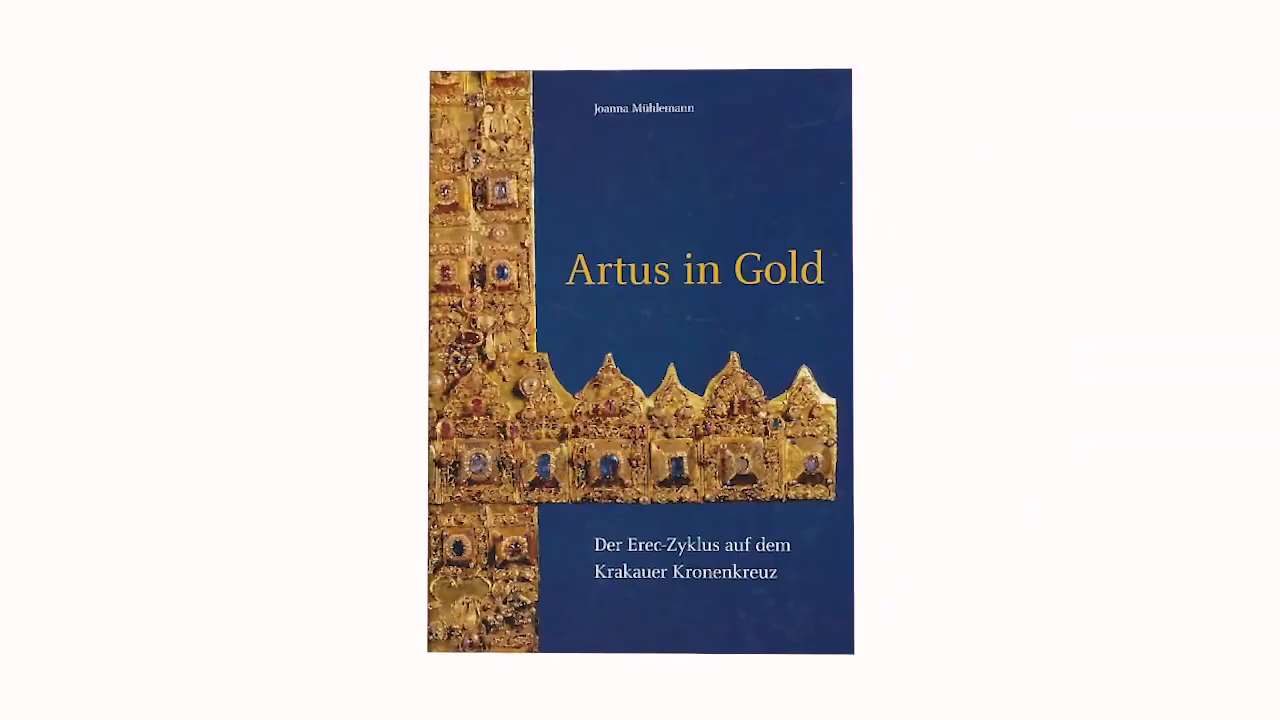 Joanna Mühlemann
Artus in Gold
Der Erec-Zyklus auf dem
Krakauer Kronenkreuz